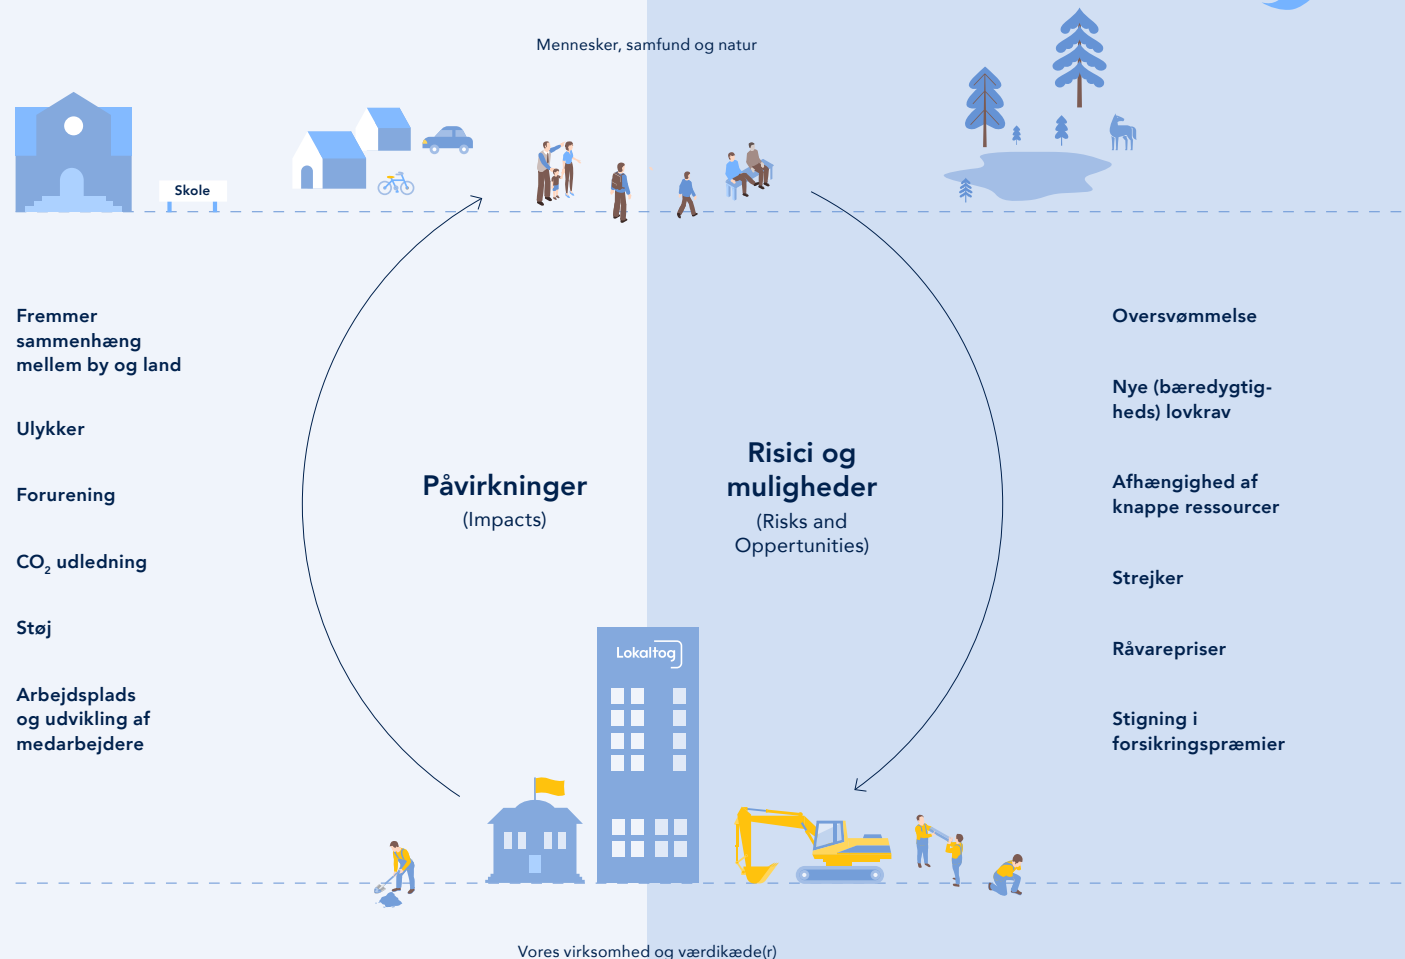 Mennesker, samfund og natur
Skole
Fremmer
sammenhæng
mellem by og land
Ulykker
Forurening
CO₂ udledning
Støj
Arbejdsplads
og udvikling af
medarbejdere
Påvirkninger
(Impacts)
Risici og
muligheder
(Risks and
Oppertunities)
Oversvømmelse
Nye (bæredygtig-
heds) lovkrav
Afhængighed af
knappe ressourcer
Strejker
Råvarepriser
Stigning i
forsikringspræmier
Lokaltog
Vores virksomhed og værdikæde(r)